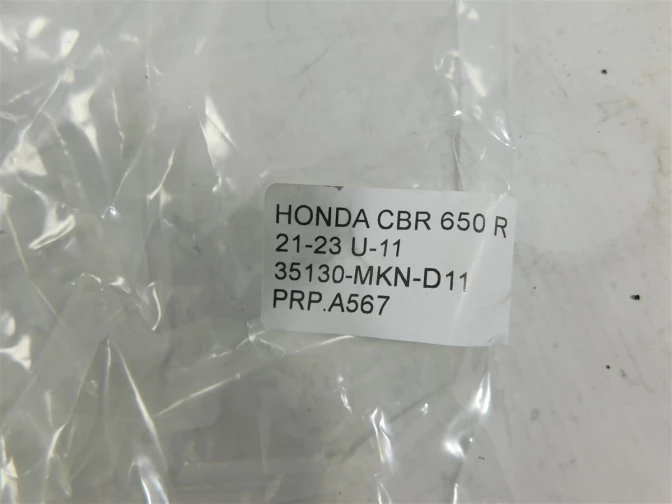 HONDA CBR 650 R
21-23 U-11
35130-MKN-D11
PRP.A567